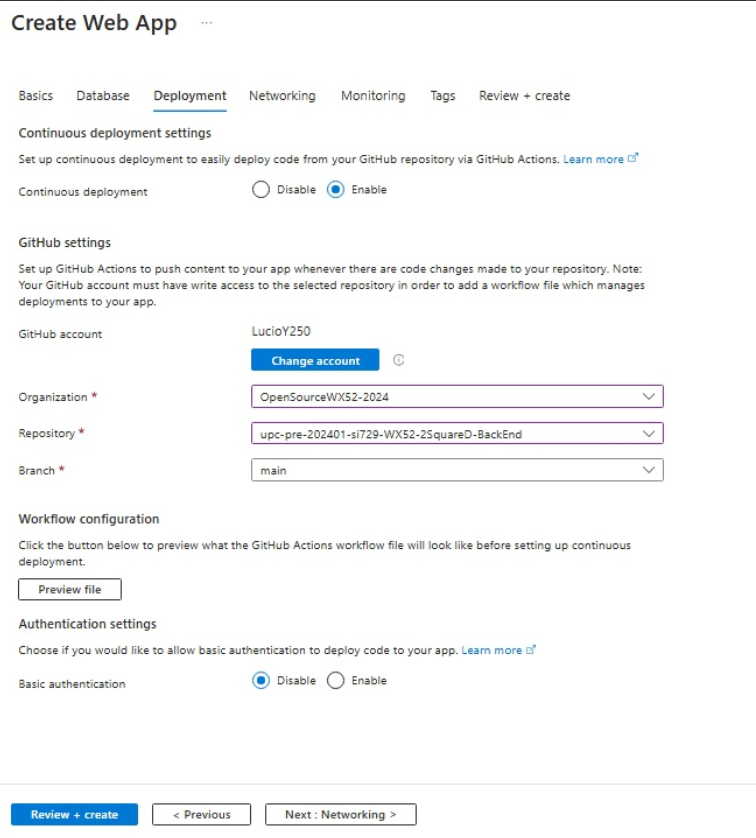 Create Web App ...
Basics Database Deployment Networking Monitoring Tags Review + create
Continuous deployment settings
Set up continuous deployment to easily deploy code from your GitHub repository via GitHub Actions. Learn more
Continuous deployment Disable Enable
GitHub settings
Set up GitHub Actions to push content to your app whenever there are code changes made to your repository. Note:
Your GitHub account must have write access to the selected repository in order to add a workflow file which manages
deployments to your app.
GitHub account LucioY250
Change account
Organization * OpenSourceWX52-2024
Repository * upc-pre-202401-si729-WX52-2SquareD-BackEnd
Branch * main
Workflow configuration
Click the button below to preview what the GitHub Actions workflow file will look like before setting up continuous
deployment.
Preview file
Authentication settings
Choose if you would like to allow basic authentication to deploy code to your app. Learn more
Basic authentication Disable Enable
Review + create < Previous Next : Networking >